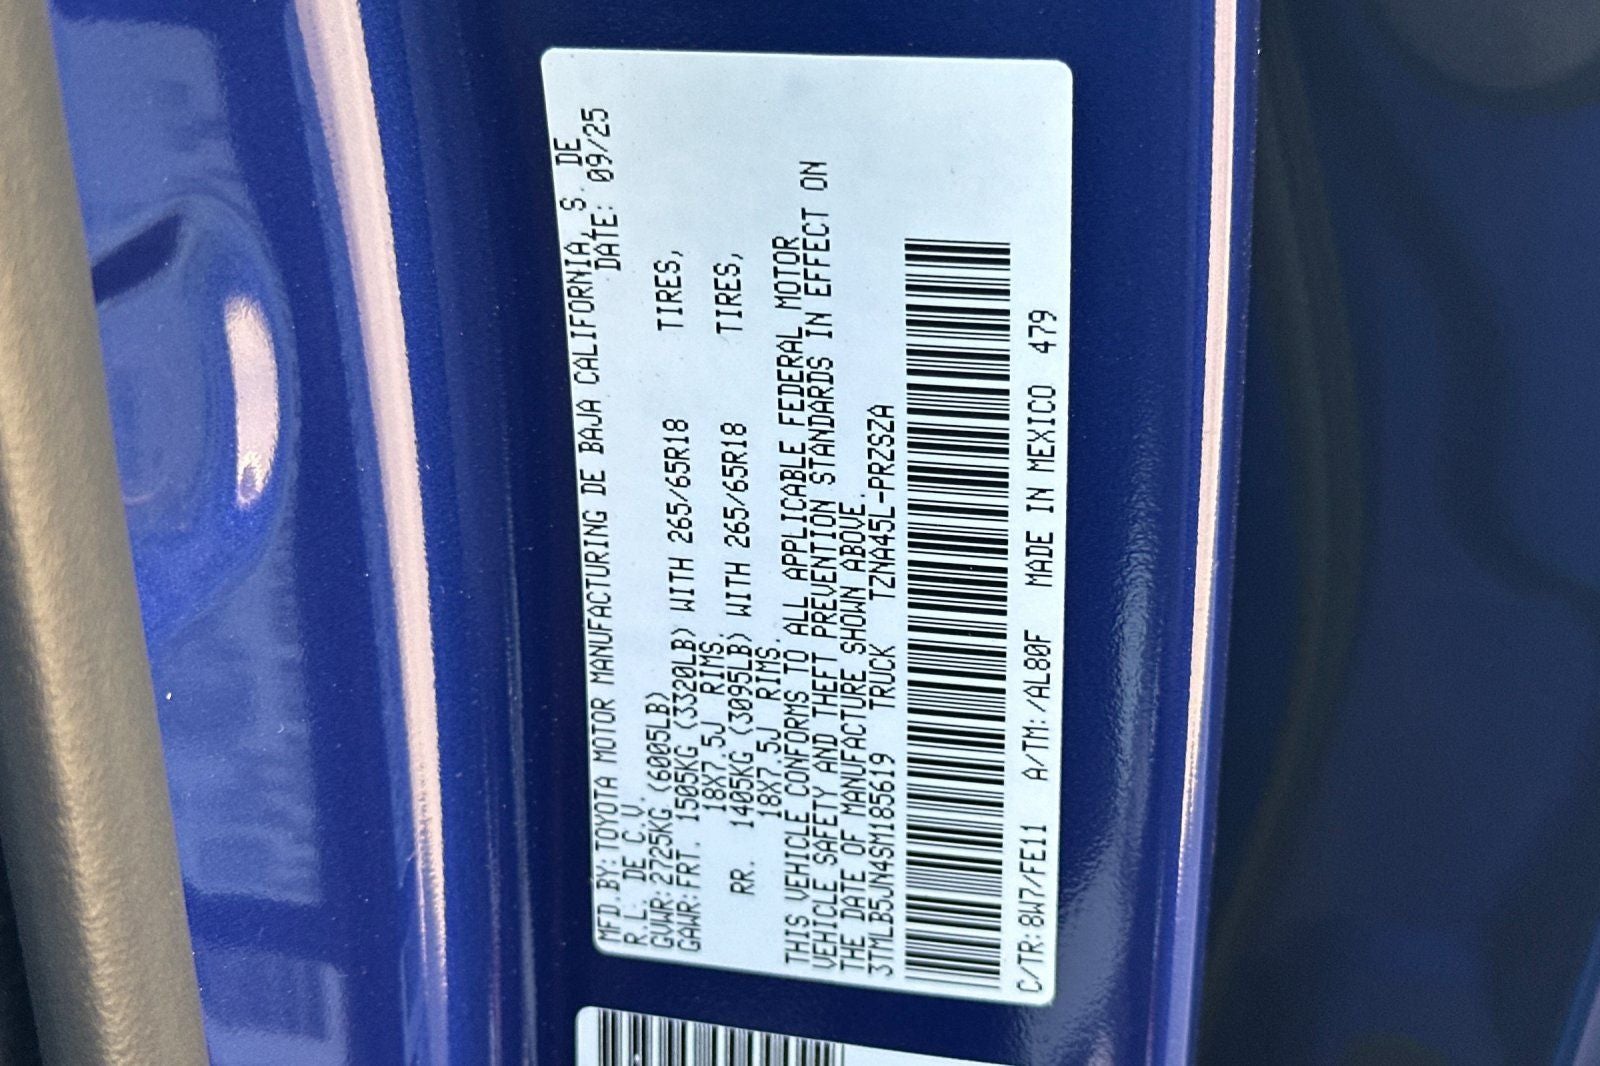 MFD.BY:TOYOTA MOTOR MANUFACTURING DE BAJA CALIFORNIA, S. DE
R.L. DE C.V. DATE: 09/25
GVWR:2725KG (6005LB)
GAWR:FRT. 1505KG (3320LB) WITH 265/65R18 TIRES,
18X7.5J RIMS.
RR. 1405KG (3095LB) WITH 265/65R18 TIRES,
18X7.5J RIMS.
THIS VEHICLE CONFORMS TO ALL APPLICABLE FEDERAL MOTOR
VEHICLE SAFETY AND THEFT PREVENTION STANDARDS IN EFFECT ON
THE DATE OF MANUFACTURE SHOWN ABOVE.
3TMLB5JN4SM185619 TRUCK TZNA45L-PRZSZA
C/TR:8W7/FE11 A/TM:/AL80F MADE IN MEXICO 479